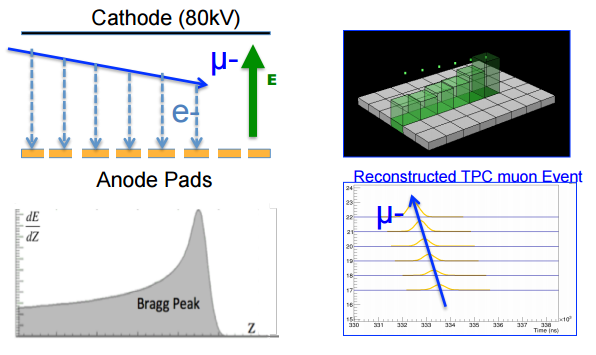 Cathode (80kV)
μ-
E
e-
Anode Pads
Reconstructed TPC muon Event
dE
dZ
Bragg Peak
Z
μ-
24
23
22
21
20
19
18
17
16
15
330 331 332 333 334 335 336 337 338
×10³
Time (ns)